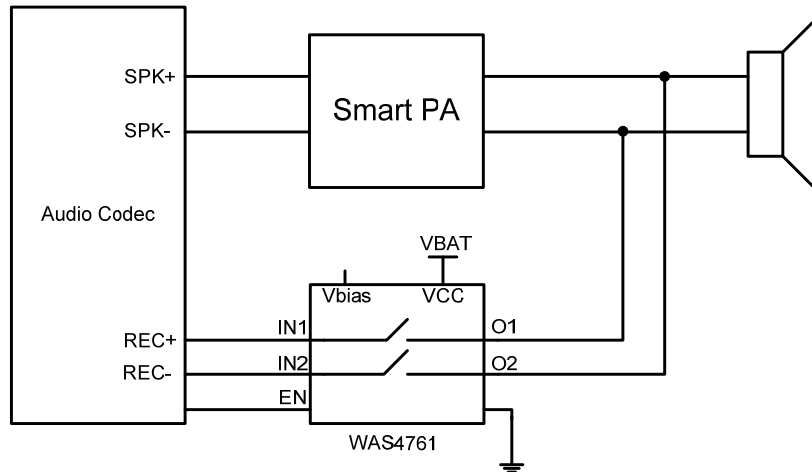 SPK+
SPK-
Smart PA
Audio Codec
VBAT
Vbias
VCC
REC+
IN1
O1
REC-
IN2
O2
EN
WAS4761